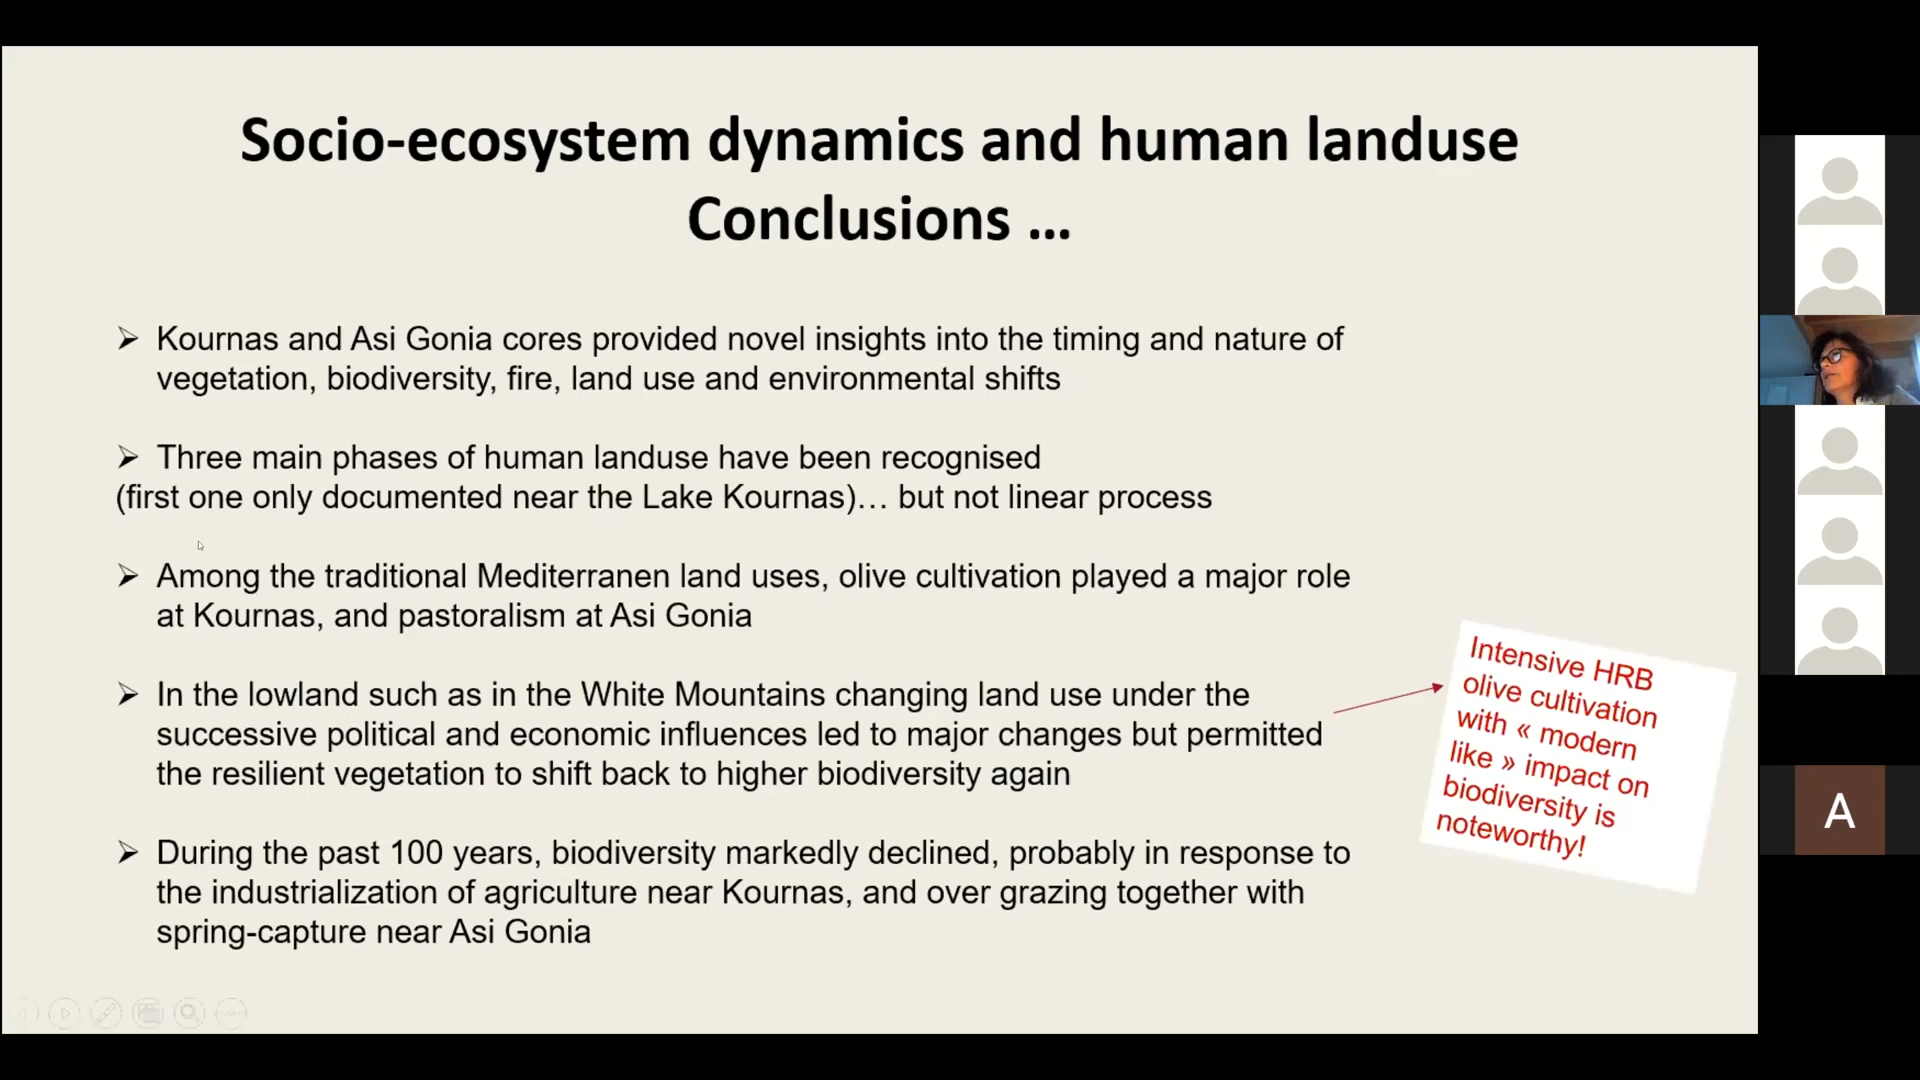 Socio-ecosystem dynamics and human landuse
Conclusions ...
➢ Kournas and Asi Gonia cores provided novel insights into the timing and nature of
vegetation, biodiversity, fire, land use and environmental shifts
➢ Three main phases of human landuse have been recognised
(first one only documented near the Lake Kournas)… but not linear process
➢ Among the traditional Mediterranen land uses, olive cultivation played a major role
at Kournas, and pastoralism at Asi Gonia
➢ In the lowland such as in the White Mountains changing land use under the
successive political and economic influences led to major changes but permitted
the resilient vegetation to shift back to higher biodiversity again
➢ During the past 100 years, biodiversity markedly declined, probably in response to
the industrialization of agriculture near Kournas, and over grazing together with
spring-capture near Asi Gonia
Intensive HRB
olive cultivation
with « modern
like » impact on
biodiversity is
noteworthy!
A